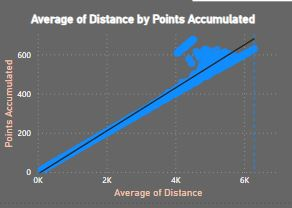 Average of Distance by Points Accumulated
Points Accumulated
600
400
200
0
0K
2K
4K
6K
Average of Distance